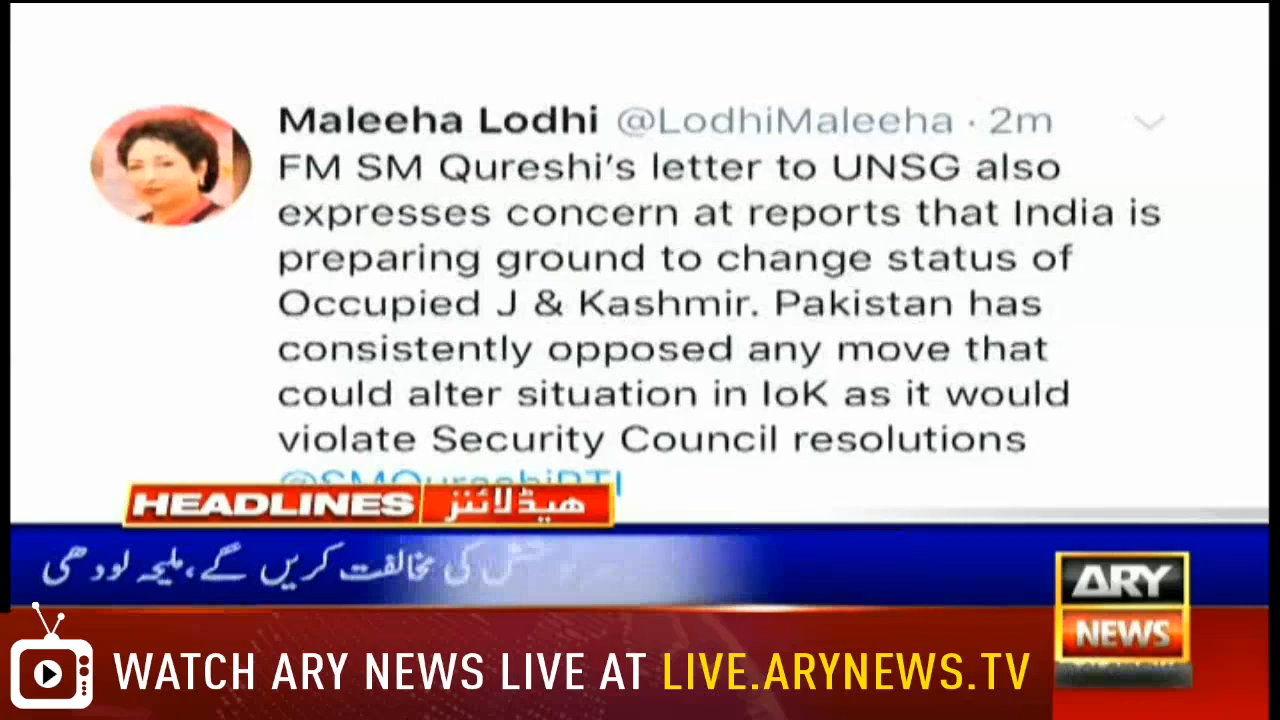 Maleeha Lodhi @LodhiMaleeha · 2m
FM SM Qureshi's letter to UNSG also
expresses concern at reports that India is
preparing ground to change status of
Occupied J & Kashmir. Pakistan has
consistently opposed any move that
could alter situation in IoK as it would
violate Security Council resolutions
@SMQureshiPTI
HEADLINES هیڈلائنز
کی مخالفت کریں گے، ملیحہ لودھی
ARY
NEWS
WATCH ARY NEWS LIVE AT LIVE.ARYNEWS.TV